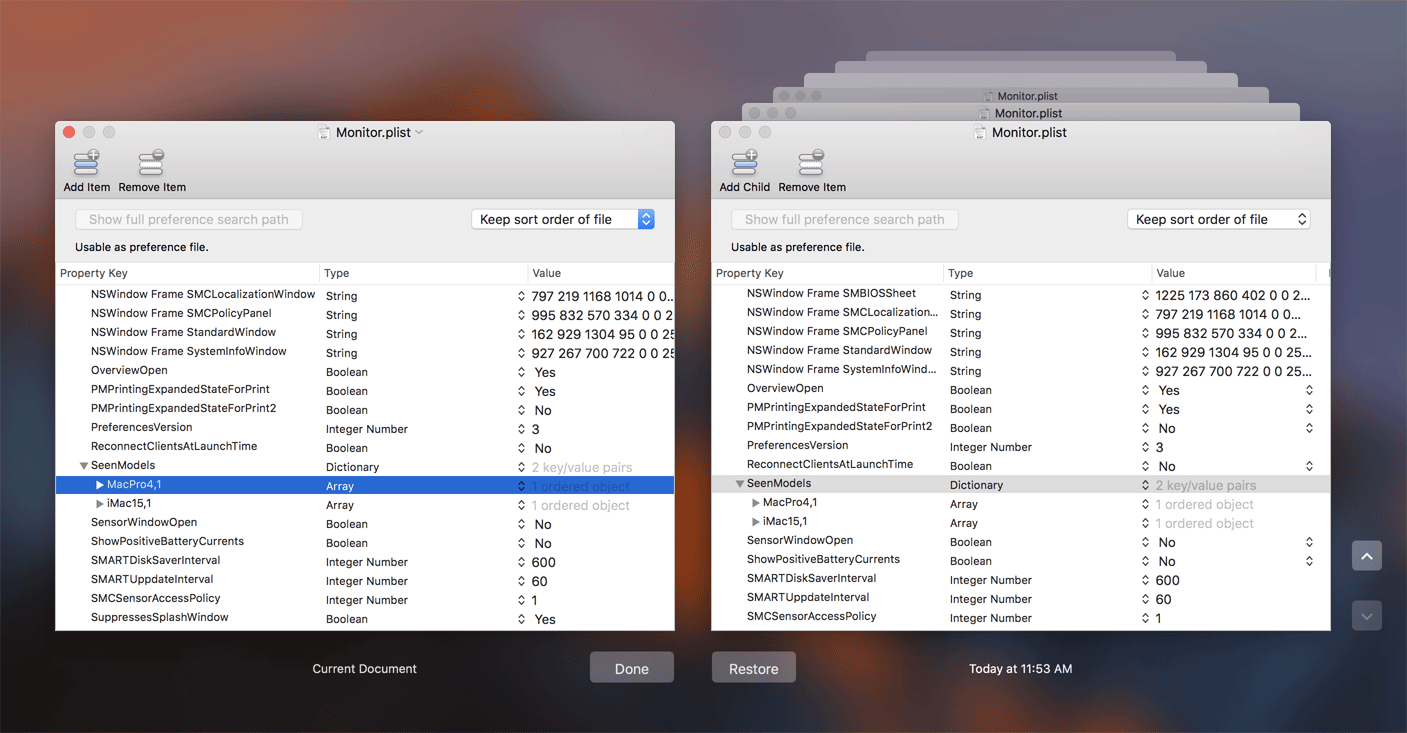 Monitor.plist
Monitor.plist
Monitor.plist
Add Item Remove Item
Show full preference search path Keep sort order of file
Usable as preference file.
Property Key Type Value
NSWindow Frame SMCLocalizationWindow String 797 219 1168 1014 0 0...
NSWindow Frame SMCPolicyPanel String 995 832 570 334 0 0 2
NSWindow Frame StandardWindow String 162 929 1304 95 0 0 25
NSWindow Frame SystemInfoWindow String 927 267 700 722 0 0 25
OverviewOpen Boolean Yes
PMPrintingExpandedStateForPrint Boolean Yes
PMPrintingExpandedStateForPrint2 Boolean No
PreferencesVersion Integer Number 3
ReconnectClientsAtLaunchTime Boolean No
SeenModels Dictionary 2 key/value pairs
MacPro4,1 Array 1 ordered object
iMac15,1 Array 1 ordered object
SensorWindowOpen Boolean No
ShowPositiveBatteryCurrents Boolean No
SMARTDiskSaverInterval Integer Number 600
SMARTUppdateInterval Integer Number 60
SMCSensorAccessPolicy Integer Number 1
SuppressesSplashWindow Boolean Yes
Current Document Done
Monitor.plist
Add Child Remove Item
Show full preference search path Keep sort order of file
Usable as preference file.
Property Key Type Value
NSWindow Frame SMBIOSSheet String 1225 173 860 402 0 0 2...
NSWindow Frame SMCLocalization... String 797 219 1168 1014 0 0...
NSWindow Frame SMCPolicyPanel String 995 832 570 334 0 0 2...
NSWindow Frame StandardWindow String 162 929 1304 95 0 0 25...
NSWindow Frame SystemInfoWind... String 927 267 700 722 0 0 25...
OverviewOpen Boolean Yes
PMPrintingExpandedStateForPrint Boolean Yes
PMPrintingExpandedStateForPrint2 Boolean No
PreferencesVersion Integer Number 3
ReconnectClientsAtLaunchTime Boolean No
SeenModels Dictionary 2 key/value pairs
MacPro4,1 Array 1 ordered object
iMac15,1 Array 1 ordered object
SensorWindowOpen Boolean No
ShowPositiveBatteryCurrents Boolean No
SMARTDiskSaverInterval Integer Number 600
SMARTUppdateInterval Integer Number 60
SMCSensorAccessPolicy Integer Number 1
Restore Today at 11:53 AM